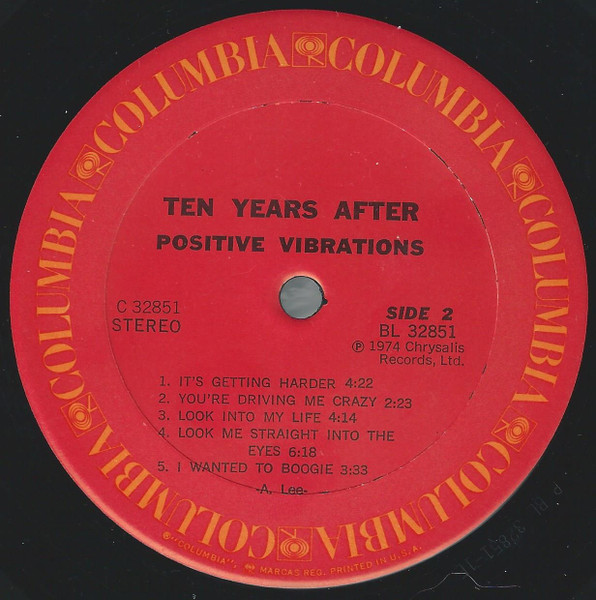 COLUMBIA COLUMBIA COLUMBIA COLUMBIA COLUMBIA COLUMBIA
TEN YEARS AFTER
POSITIVE VIBRATIONS
C 32851
STEREO
SIDE 2
BL 32851
℗ 1974 Chrysalis
Records, Ltd.
1. IT'S GETTING HARDER 4:22
2. YOU'RE DRIVING ME CRAZY 2:23
3. LOOK INTO MY LIFE 4:14
4. LOOK ME STRAIGHT INTO THE
EYES 6:18
5. I WANTED TO BOOGIE 3:33
-A. Lee-
®"COLUMBIA", MARCAS REG. PRINTED IN U.S.A.